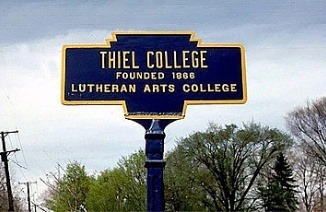 THIEL COLLEGE
FOUNDED 1866
LUTHERAN ARTS COLLEGE